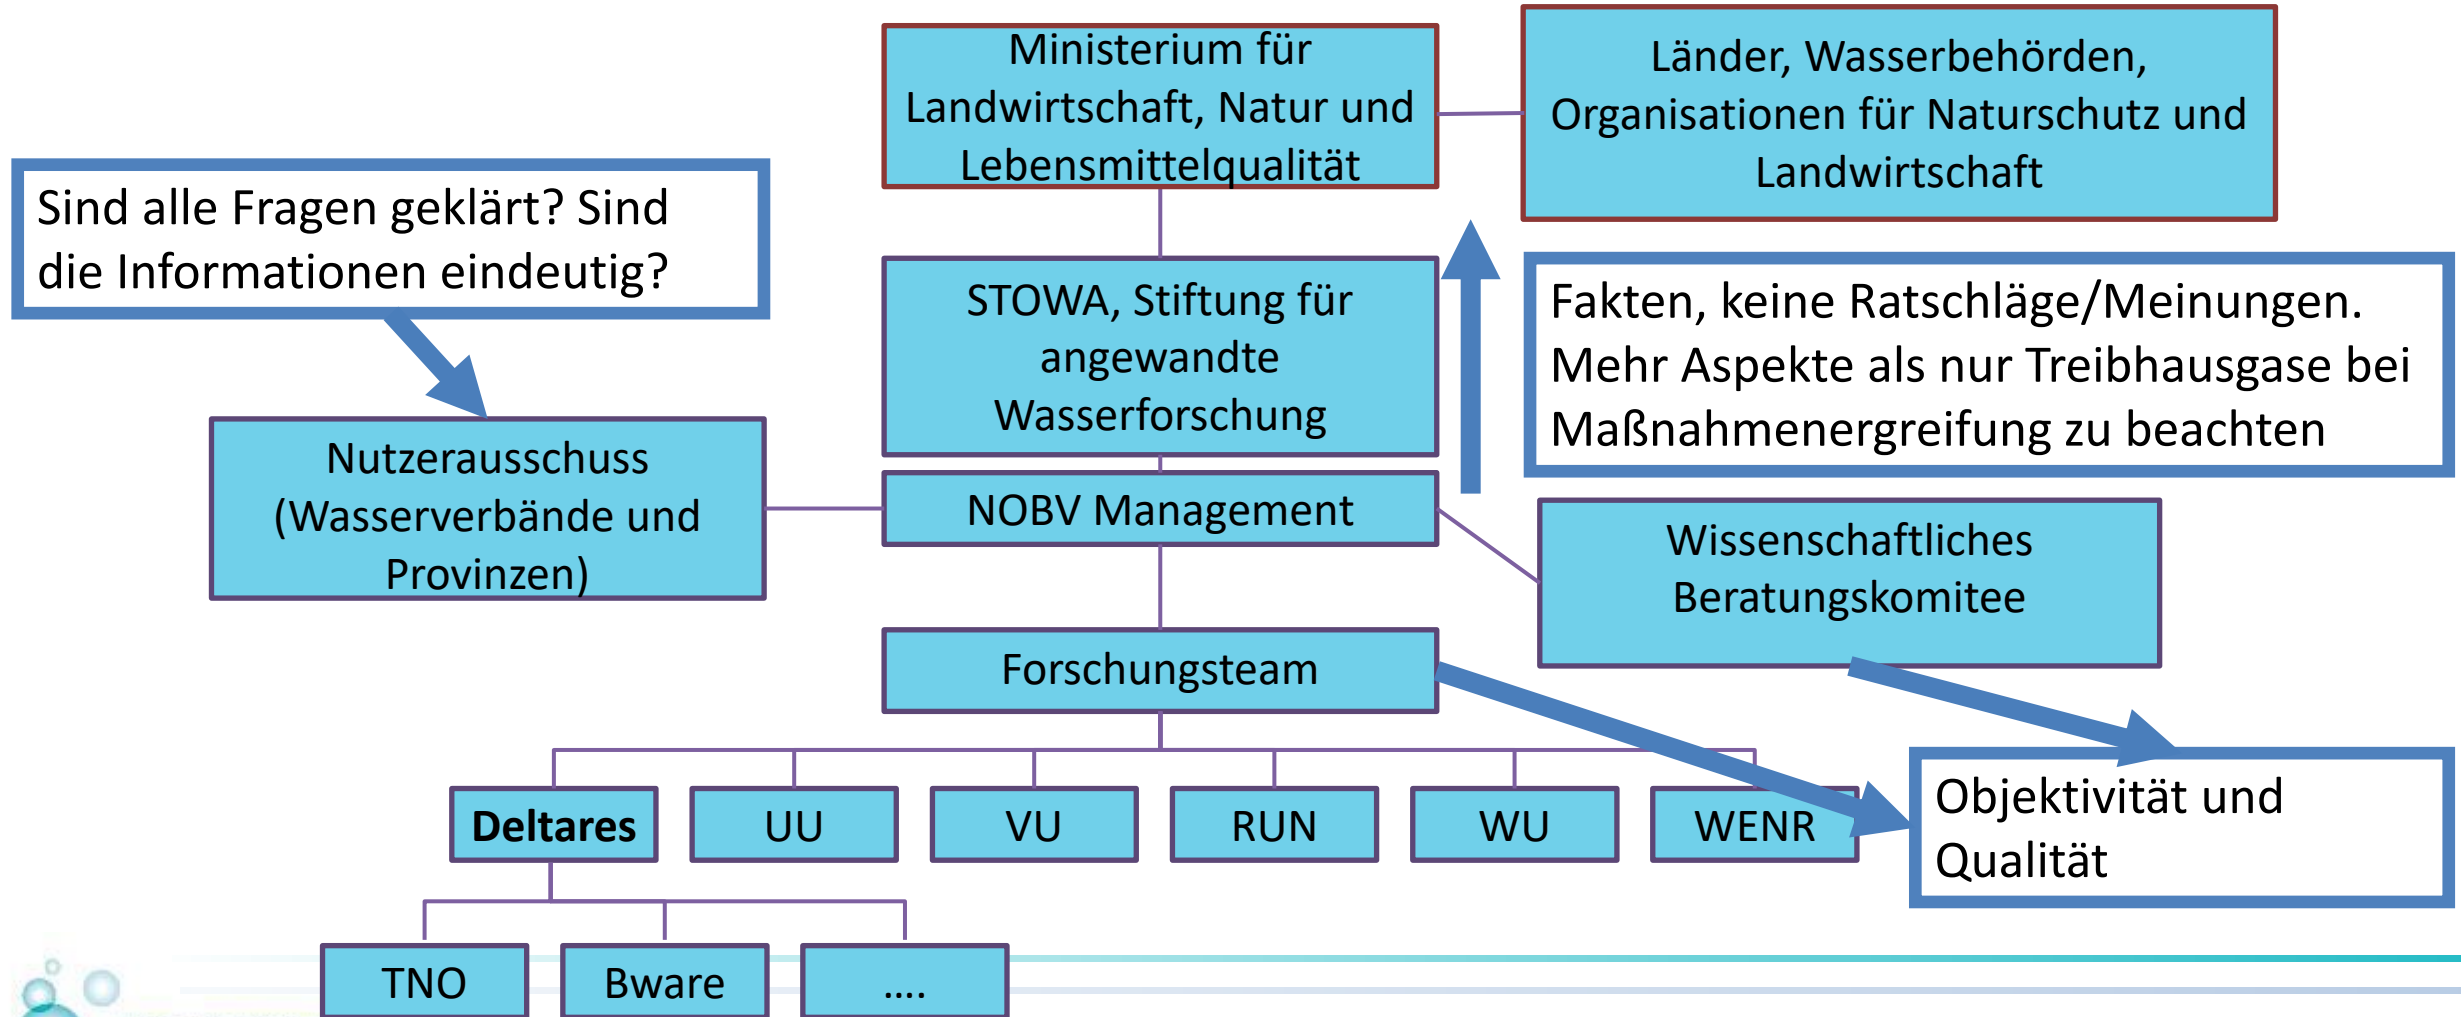 Ministerium für
Landwirtschaft, Natur und
Lebensmittelqualität
Länder, Wasserbehörden,
Organisationen für Naturschutz und
Landwirtschaft
Sind alle Fragen geklärt? Sind
die Informationen eindeutig?
STOWA, Stiftung für
angewandte
Wasserforschung
Fakten, keine Ratschläge/Meinungen.
Mehr Aspekte als nur Treibhausgase bei
Maßnahmenergreifung zu beachten
Nutzerausschuss
(Wasserverbände und
Provinzen)
NOBV Management
Wissenschaftliches
Beratungskomitee
Forschungsteam
Deltares
UU
VU
RUN
WU
WENR
Objektivität und
Qualität
TNO
Bware
....